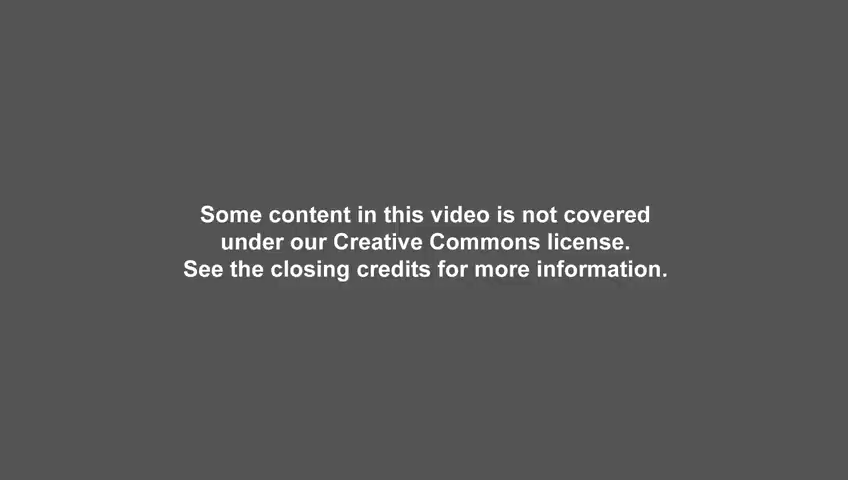 Some content in this video is not covered
under our Creative Commons license.
See the closing credits for more information.